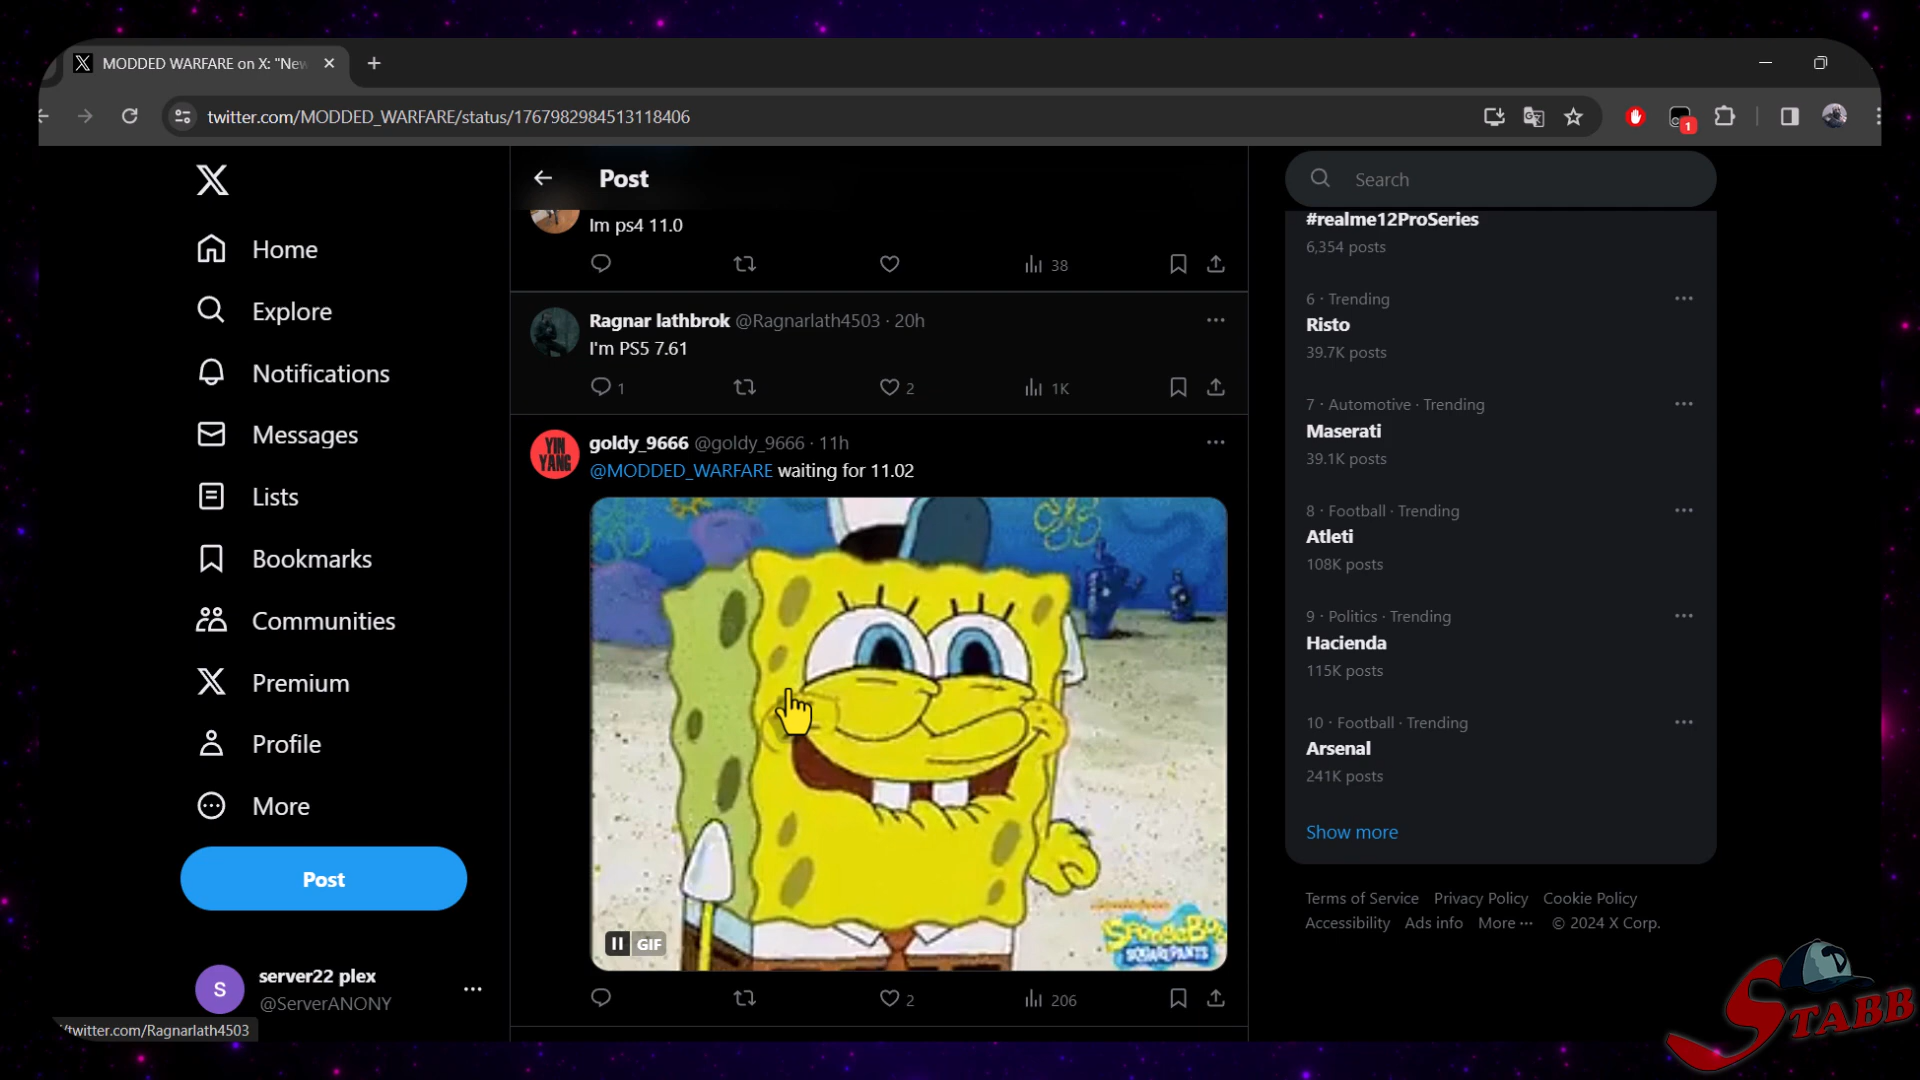 MODDED WARFARE on X: "New
twitter.com/MODDED_WARFARE/status/1767982984513118406
1
Home
Explore
Notifications
Messages
Lists
Bookmarks
Communities
Premium
Profile
More
Post
S
server22 plex
@ServerANONY
/twitter.com/Ragnarlath4503
Post
Im ps4 11.0
38
Ragnar lathbrok @Ragnarlath4503 · 20h
I'm PS5 7.61
1 2 1K
YIN
YANG
goldy_9666 @goldy_9666 · 11h
@MODDED_WARFARE waiting for 11.02
GIF
SPONGEBOB
SQUAREPANTS
2 206
Search
#realme12ProSeries
6,354 posts
6 · Trending
Risto
39.7K posts
7 · Automotive · Trending
Maserati
39.1K posts
8 · Football · Trending
Atleti
108K posts
9 · Politics · Trending
Hacienda
115K posts
10 · Football · Trending
Arsenal
241K posts
Show more
Terms of Service Privacy Policy Cookie Policy
Accessibility Ads info More ··· © 2024 X Corp.
D
STABB